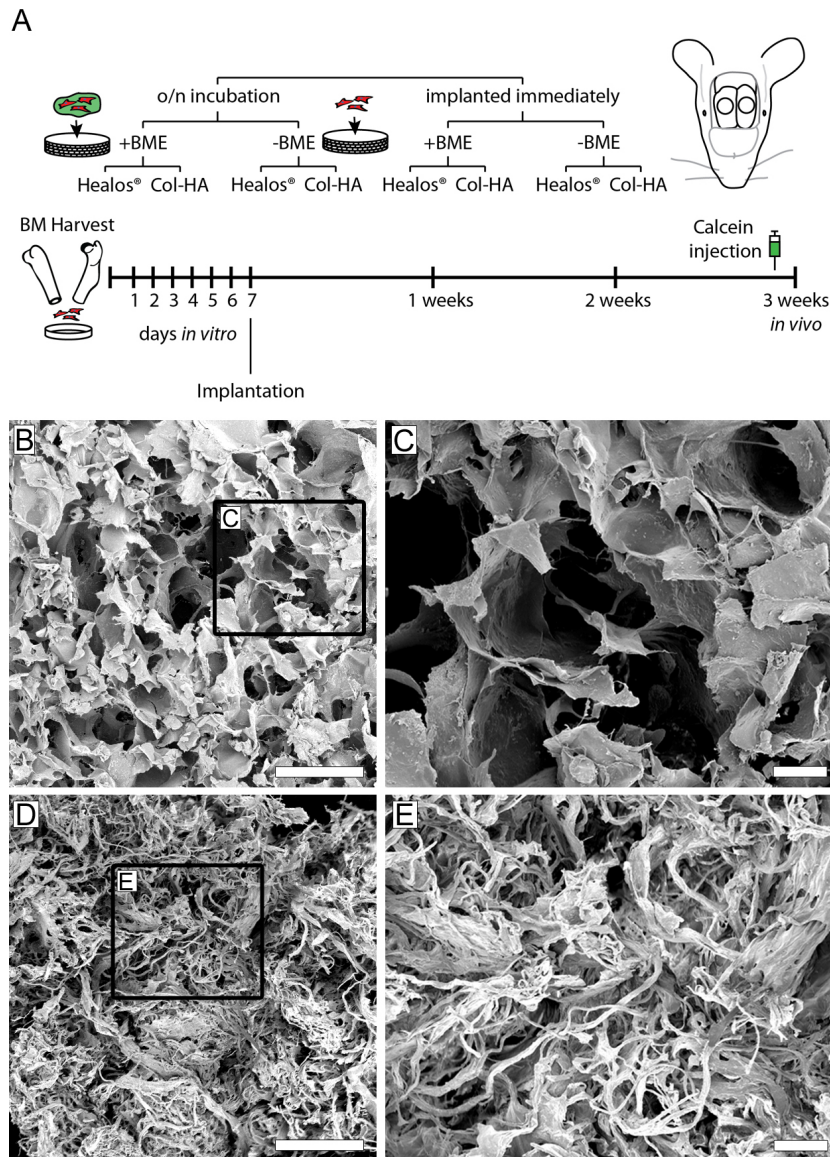 A
o/n incubation
implanted immediately
+BME
-BME
+BME
-BME
Healos® Col-HA
Healos® Col-HA
Healos® Col-HA
Healos® Col-HA
BM Harvest
Calcein
injection
1 2 3 4 5 6 7
1 weeks
2 weeks
3 weeks
days in vitro
in vivo
Implantation
B
C
C
D
E
E